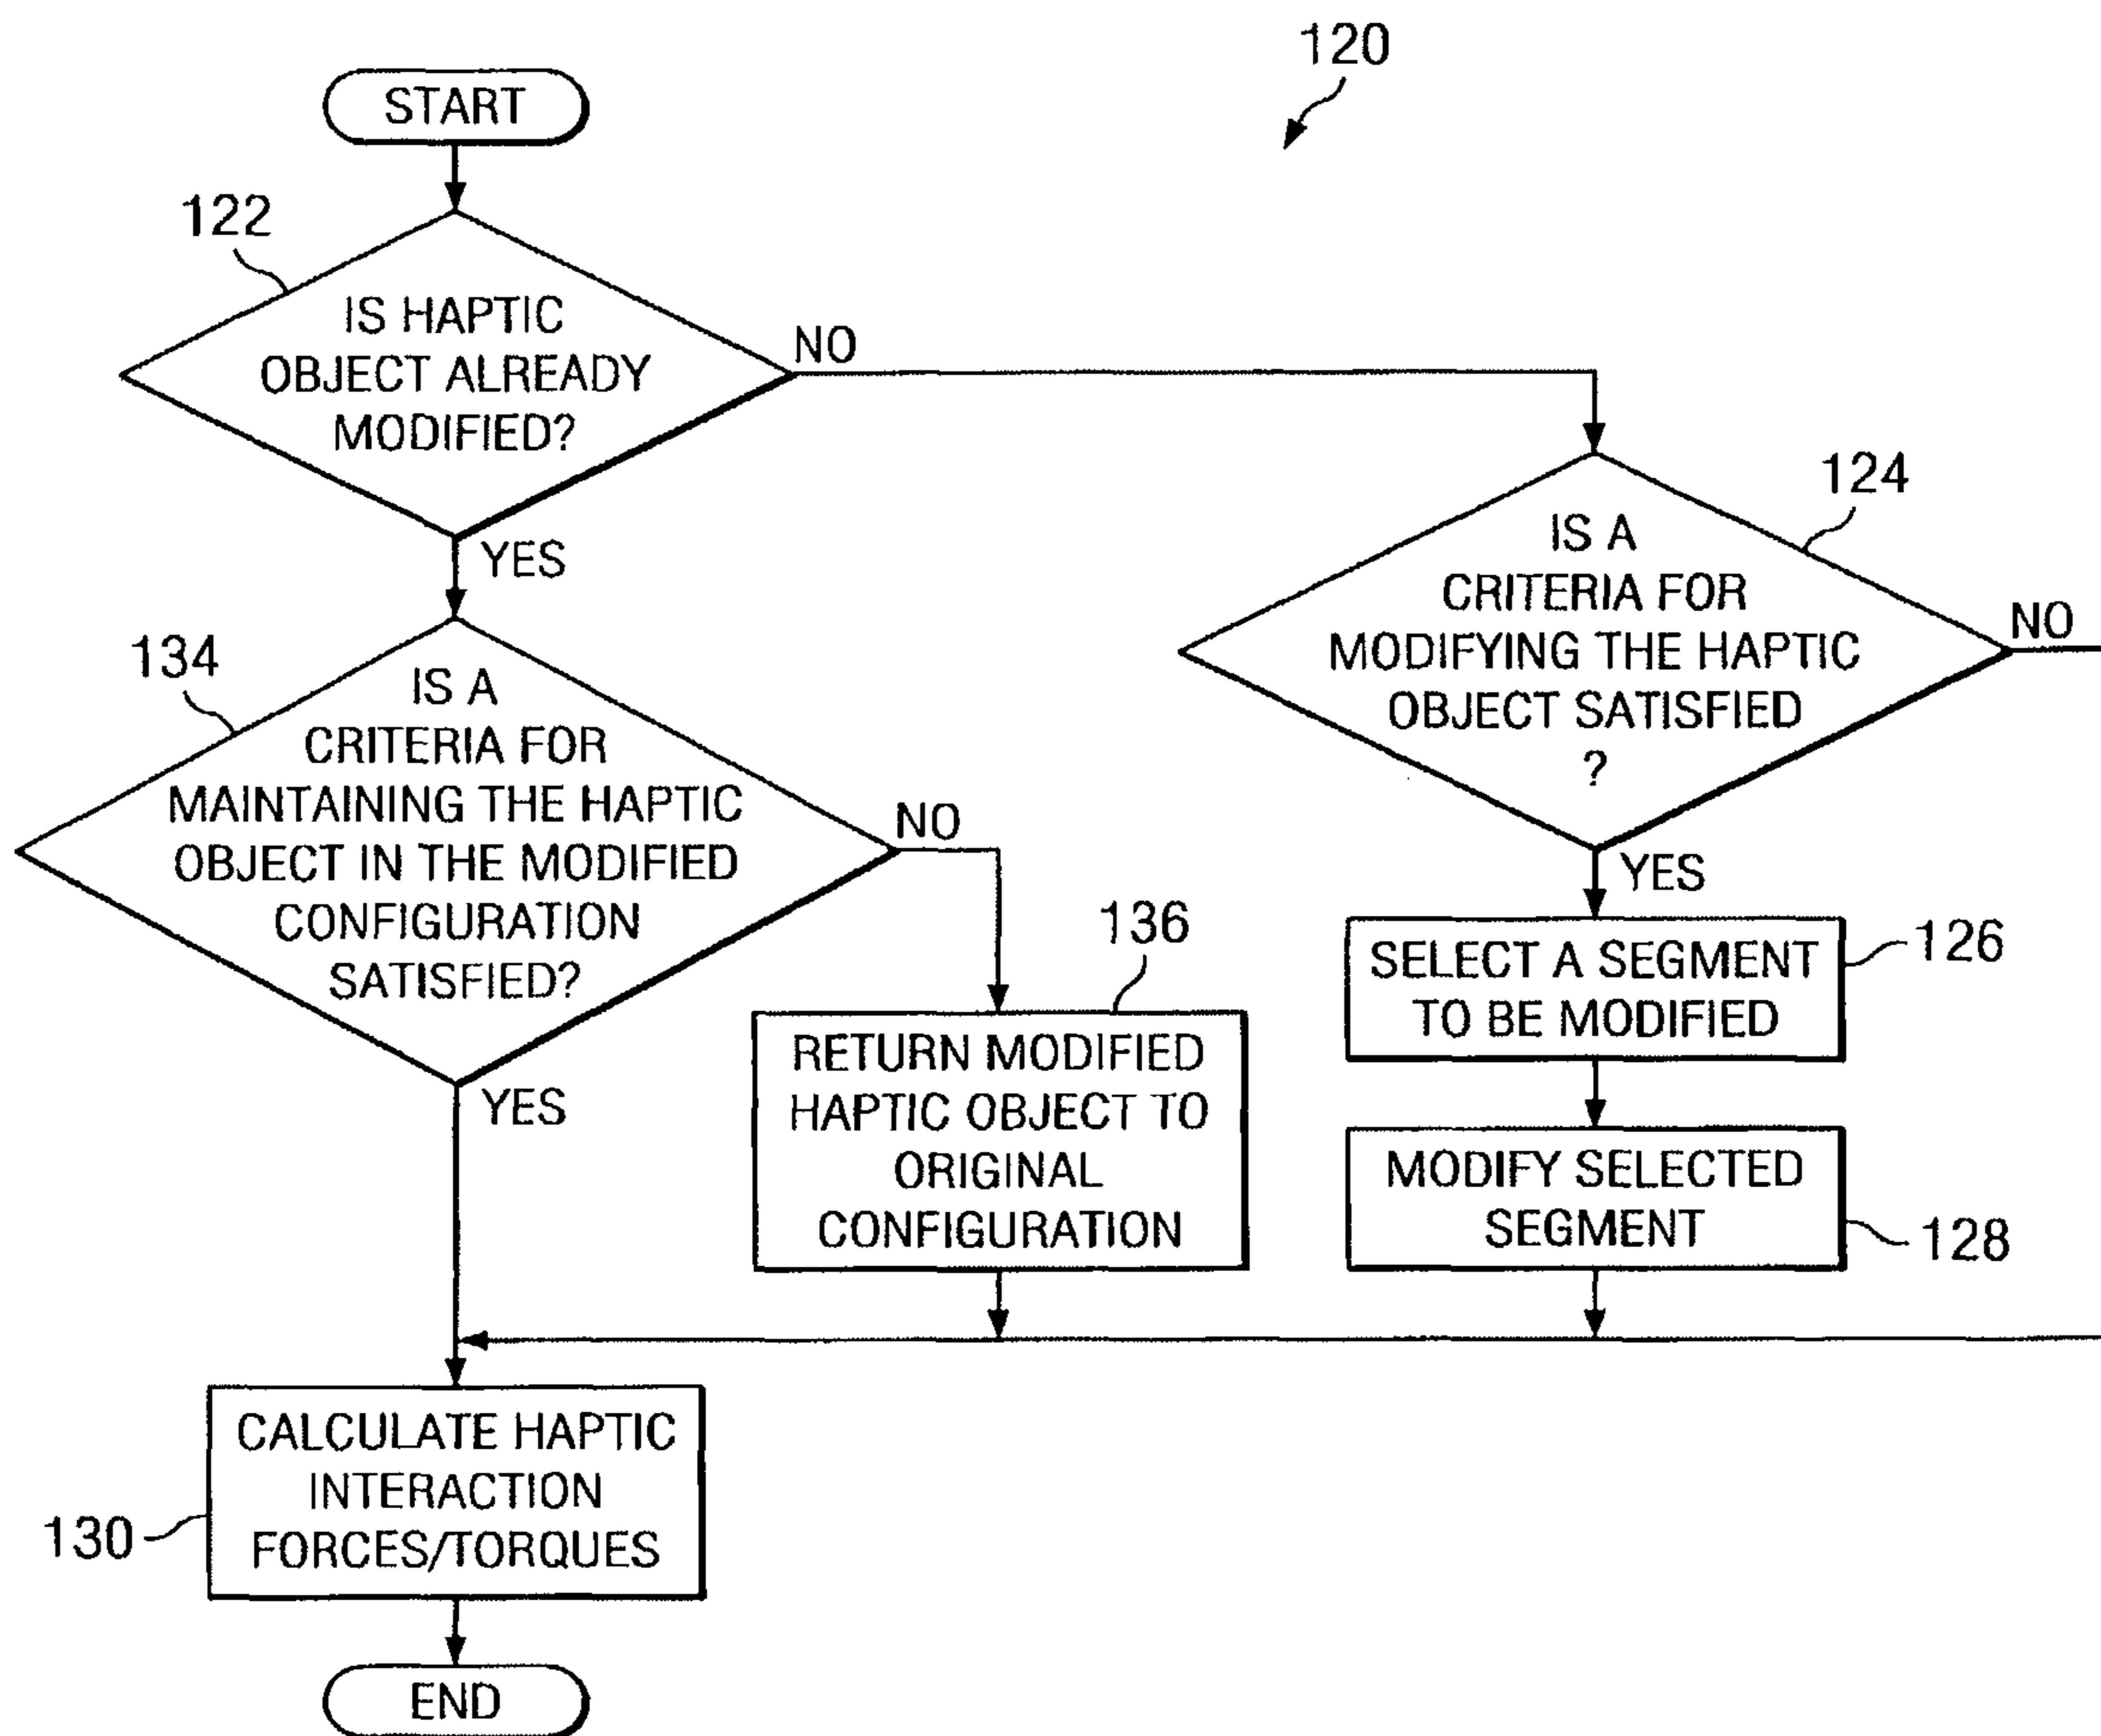 120
START
122
IS HAPTIC
OBJECT ALREADY
MODIFIED?
NO
YES
124
IS A
CRITERIA FOR
MODIFYING THE HAPTIC
OBJECT SATISFIED
?
NO
YES
134
IS A
CRITERIA FOR
MAINTAINING THE HAPTIC
OBJECT IN THE MODIFIED
CONFIGURATION
SATISFIED?
NO
YES
136
RETURN MODIFIED
HAPTIC OBJECT TO
ORIGINAL
CONFIGURATION
126
SELECT A SEGMENT
TO BE MODIFIED
MODIFY SELECTED
SEGMENT
128
CALCULATE HAPTIC
INTERACTION
FORCES/TORQUES
130
END